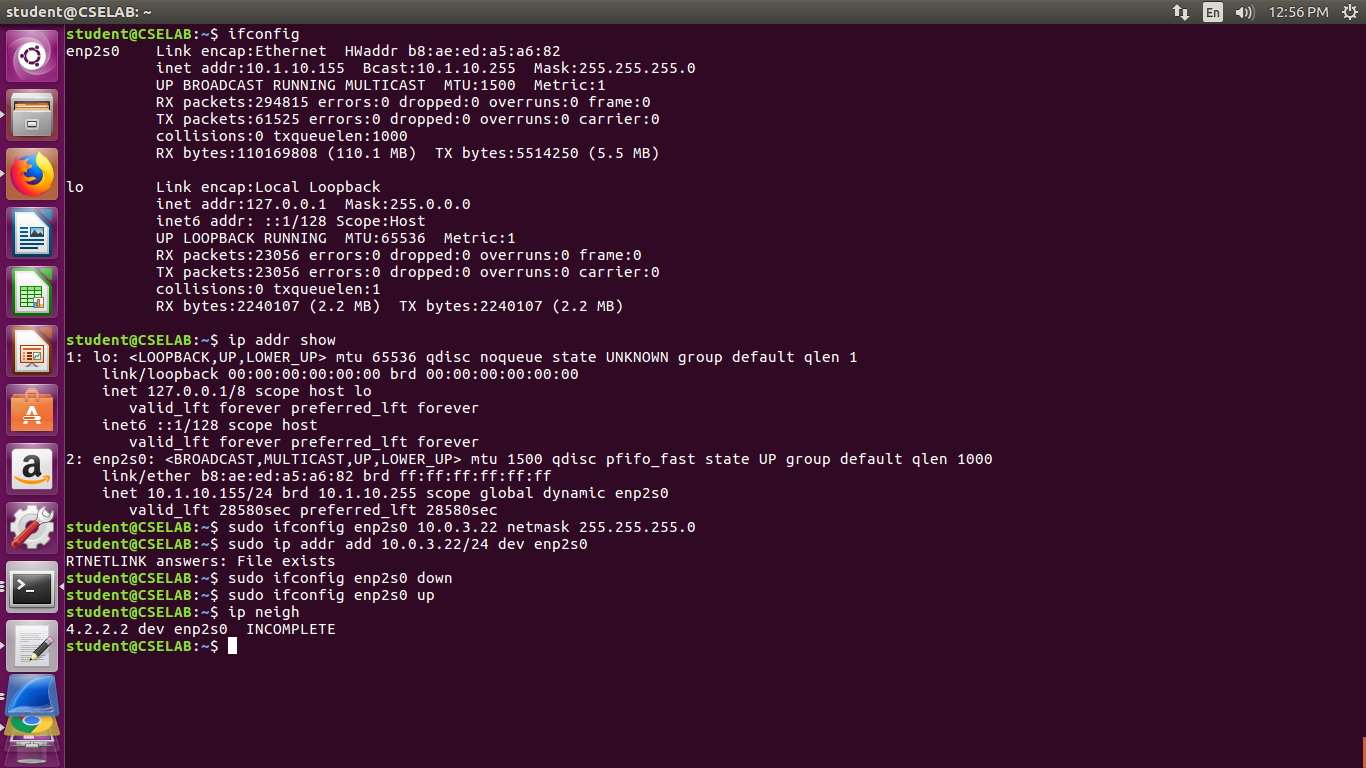 student@CSELAB: ~
En
12:56 PM
student@CSELAB:~$ ifconfig
enp2s0    Link encap:Ethernet  HWaddr b8:ae:ed:a5:a6:82
          inet addr:10.1.10.155  Bcast:10.1.10.255  Mask:255.255.255.0
          UP BROADCAST RUNNING MULTICAST  MTU:1500  Metric:1
          RX packets:294815 errors:0 dropped:0 overruns:0 frame:0
          TX packets:61525 errors:0 dropped:0 overruns:0 carrier:0
          collisions:0 txqueuelen:1000
          RX bytes:110169808 (110.1 MB)  TX bytes:5514250 (5.5 MB)

lo        Link encap:Local Loopback
          inet addr:127.0.0.1  Mask:255.0.0.0
          inet6 addr: ::1/128 Scope:Host
          UP LOOPBACK RUNNING  MTU:65536  Metric:1
          RX packets:23056 errors:0 dropped:0 overruns:0 frame:0
          TX packets:23056 errors:0 dropped:0 overruns:0 carrier:0
          collisions:0 txqueuelen:1
          RX bytes:2240107 (2.2 MB)  TX bytes:2240107 (2.2 MB)

student@CSELAB:~$ ip addr show
1: lo: <LOOPBACK,UP,LOWER_UP> mtu 65536 qdisc noqueue state UNKNOWN group default qlen 1
    link/loopback 00:00:00:00:00:00 brd 00:00:00:00:00:00
    inet 127.0.0.1/8 scope host lo
       valid_lft forever preferred_lft forever
    inet6 ::1/128 scope host
       valid_lft forever preferred_lft forever
2: enp2s0: <BROADCAST,MULTICAST,UP,LOWER_UP> mtu 1500 qdisc pfifo_fast state UP group default qlen 1000
    link/ether b8:ae:ed:a5:a6:82 brd ff:ff:ff:ff:ff:ff
    inet 10.1.10.155/24 brd 10.1.10.255 scope global dynamic enp2s0
       valid_lft 28580sec preferred_lft 28580sec
student@CSELAB:~$ sudo ifconfig enp2s0 10.0.3.22 netmask 255.255.255.0
student@CSELAB:~$ sudo ip addr add 10.0.3.22/24 dev enp2s0
RTNETLINK answers: File exists
student@CSELAB:~$ sudo ifconfig enp2s0 down
student@CSELAB:~$ sudo ifconfig enp2s0 up
student@CSELAB:~$ ip neigh
4.2.2.2 dev enp2s0  INCOMPLETE
student@CSELAB:~$